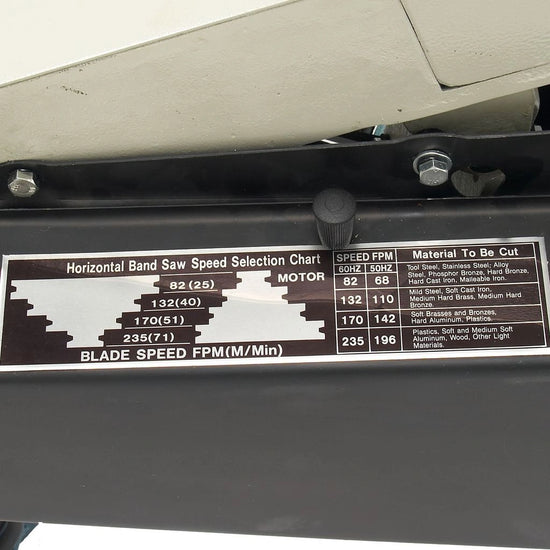 Horizontal Band Saw Speed Selection Chart
82(25)
MOTOR
132(40)
170(51)
235(71)
BLADE SPEED FPM(M/Min)
SPEED FPM
60HZ 50HZ
82 68
132 110
170 142
235 196
Material To Be Cut
Tool Steel, Stainless Steel; Alloy
Steel, Phosphor Bronze, Hard Bronze,
Hard Cast Iron, Malleable Iron.
Mild Steel, Soft Cast Iron,
Medium Hard Brass, Medium Hard
Bronze.
Soft Brasses and Bronzes,
Hard Aluminum, Plastics.
Plastics, Soft and Medium Soft
Aluminum, Wood, Other Light
Materials.